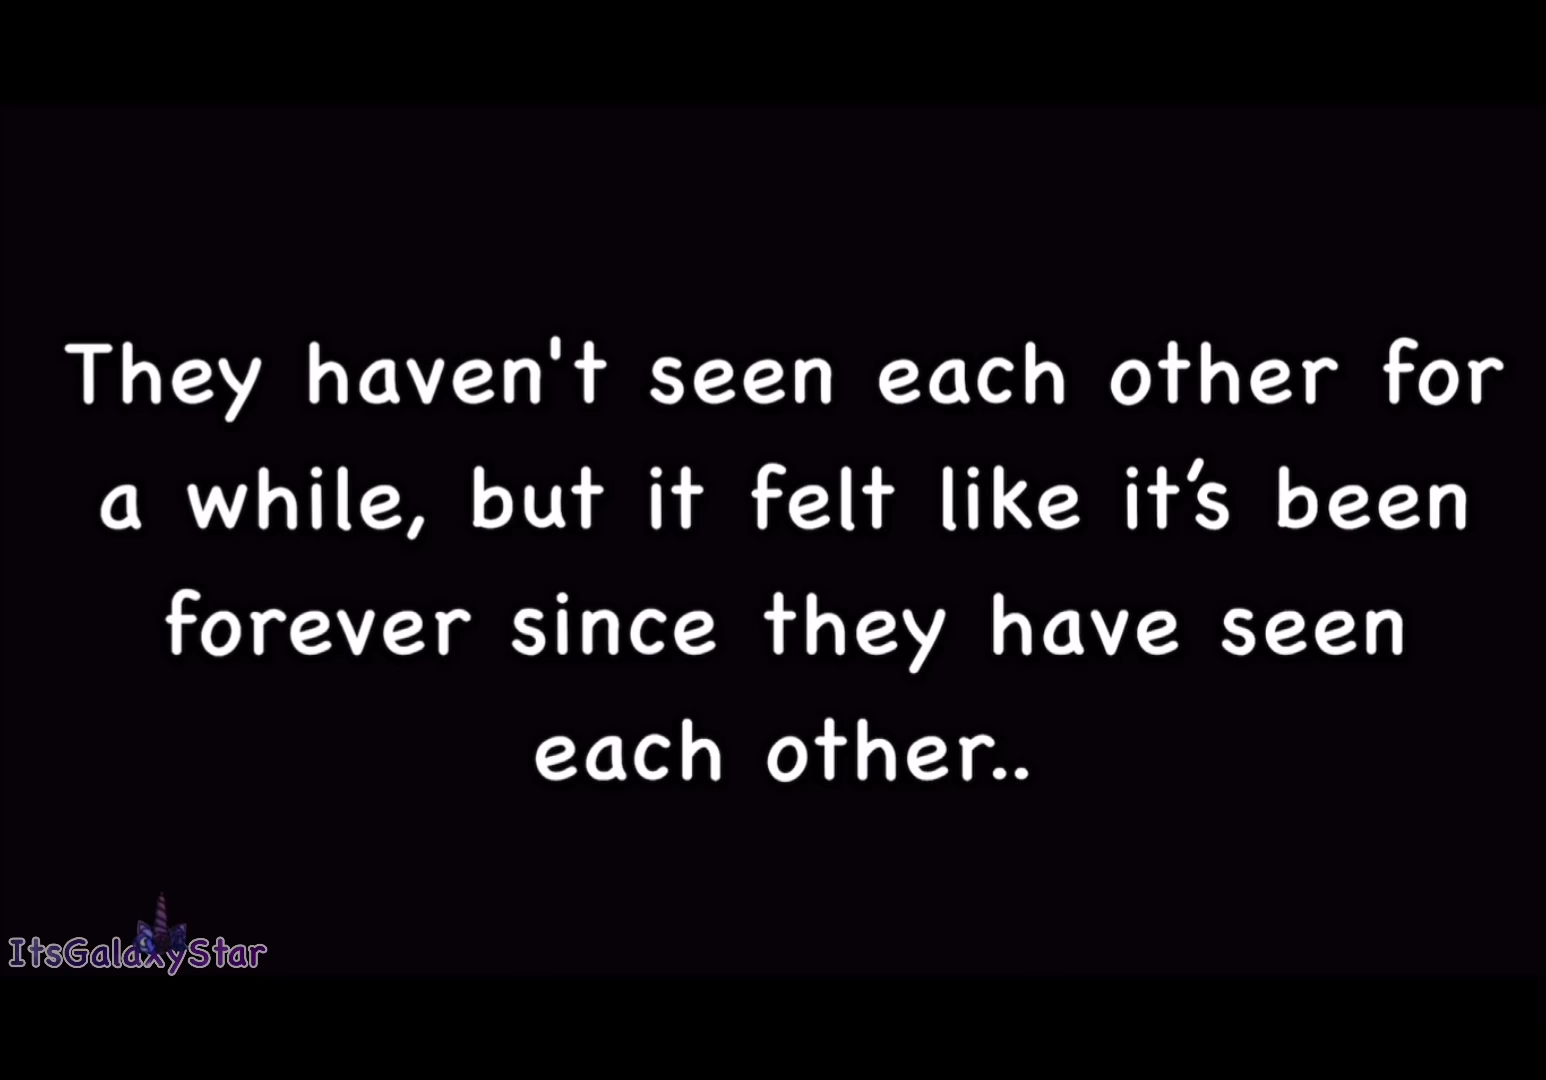 They haven't seen each other for
a while, but it felt like it’s been
forever since they have seen
each other..
ItsGalaxyStar